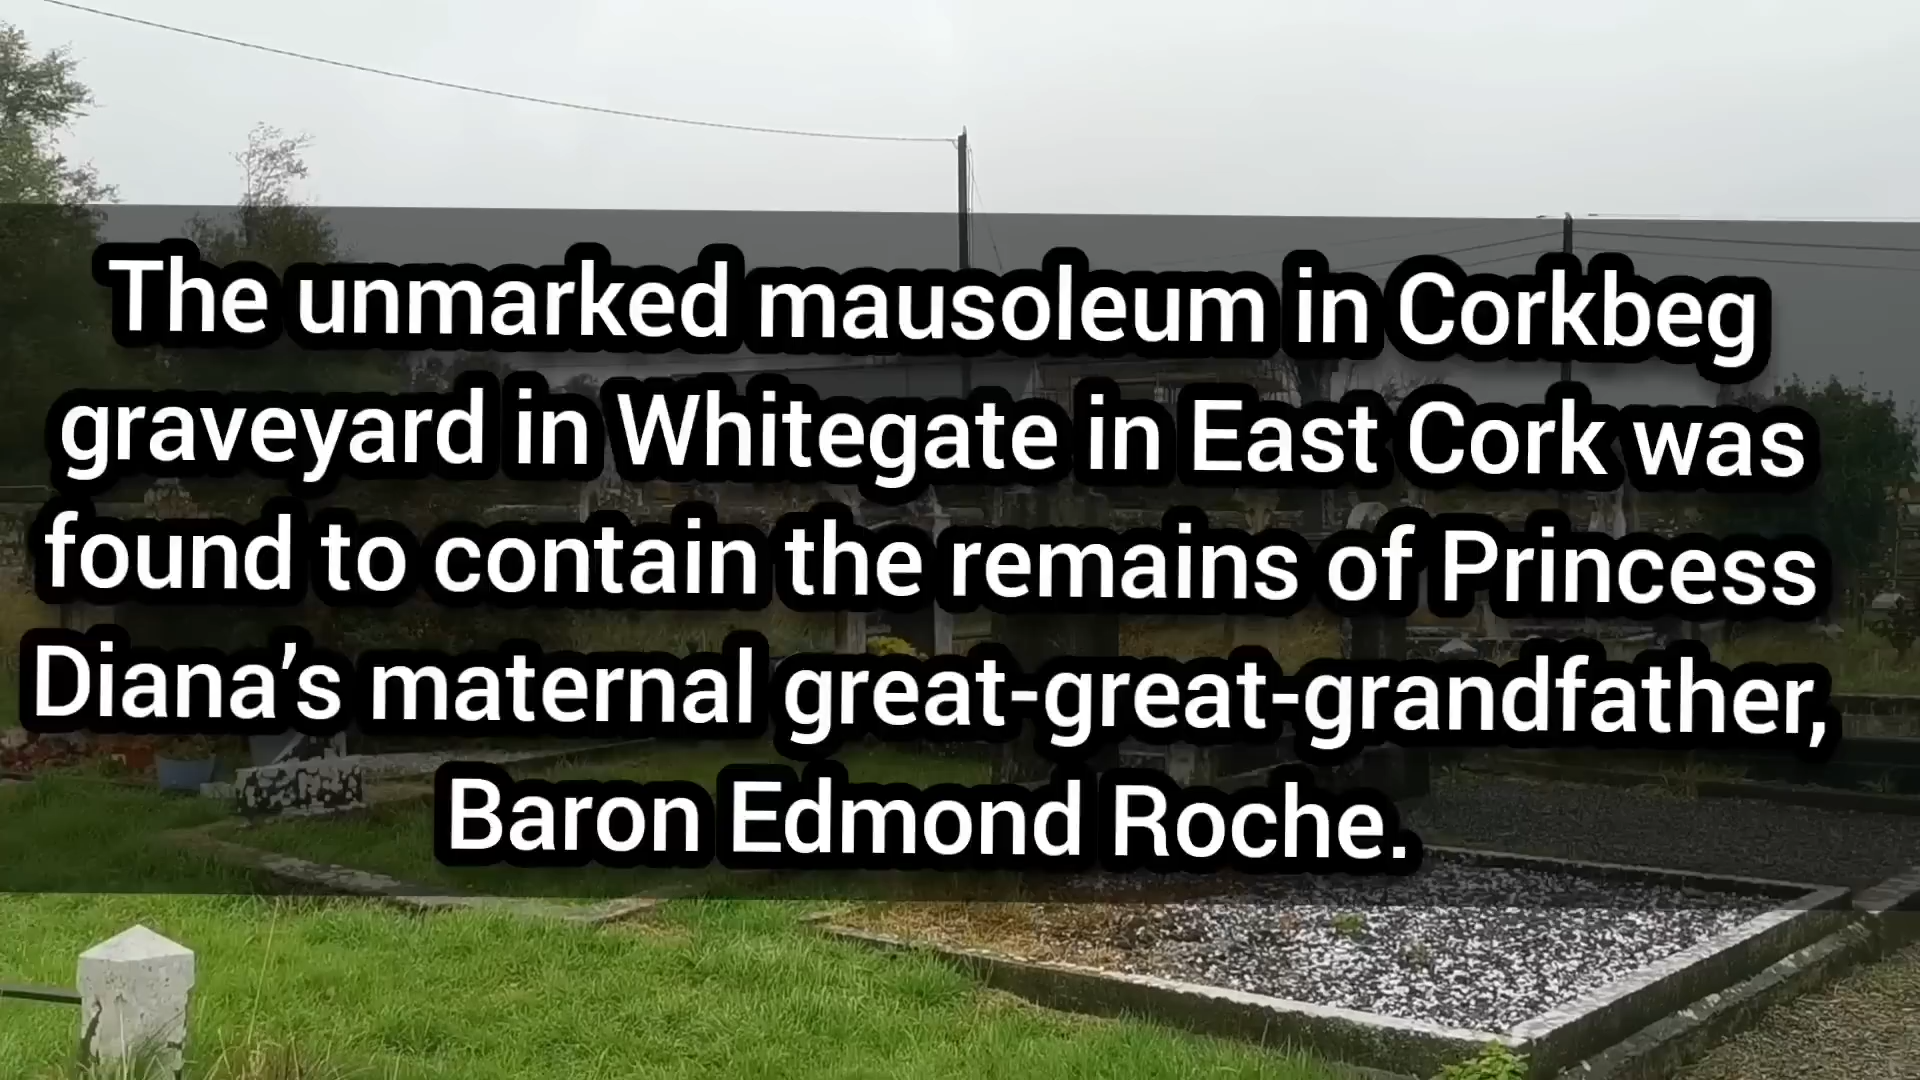 The unmarked mausoleum in Corkbeg
graveyard in Whitegate in East Cork was
found to contain the remains of Princess
Diana’s maternal great-great-grandfather,
Baron Edmond Roche.